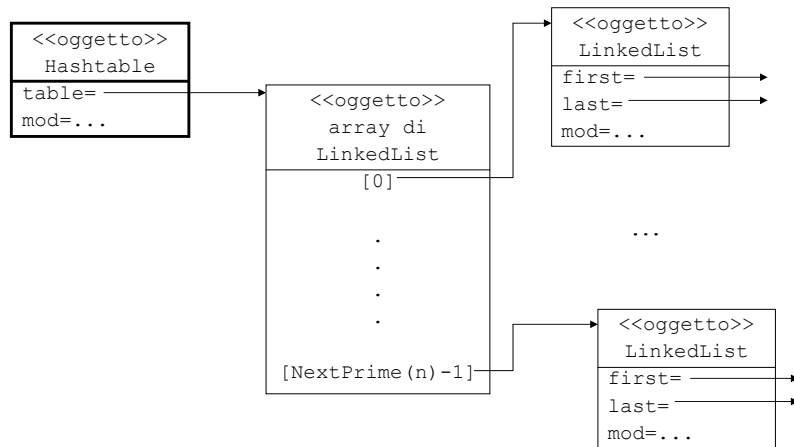 <<oggetto>>
Hashtable
table=
mod=...
<<oggetto>>
array di
LinkedList
[0]
.
.
.
.
[NextPrime(n)-1]
<<oggetto>>
LinkedList
first=
last=
mod=...
...
<<oggetto>>
LinkedList
first=
last=
mod=...